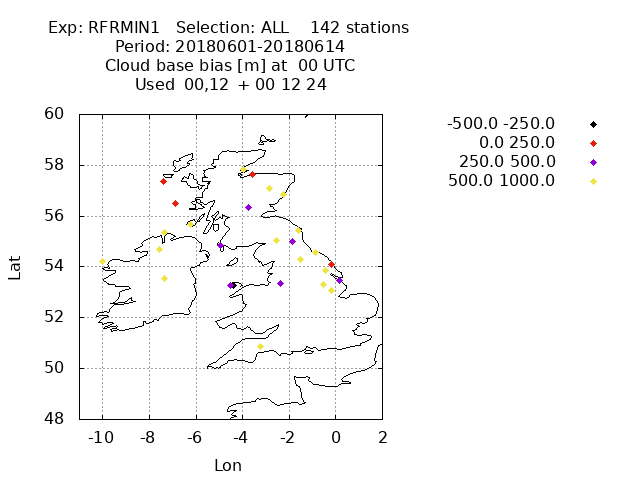 Exp: RFRMIN1 Selection: ALL 142 stations
Period: 20180601-20180614
Cloud base bias [m] at 00 UTC
Used 00,12 + 00 12 24
-500.0 -250.0
0.0 250.0
250.0 500.0
500.0 1000.0
60
58
56
54
52
50
48
Lat
-10 -8 -6 -4 -2 0 2
Lon